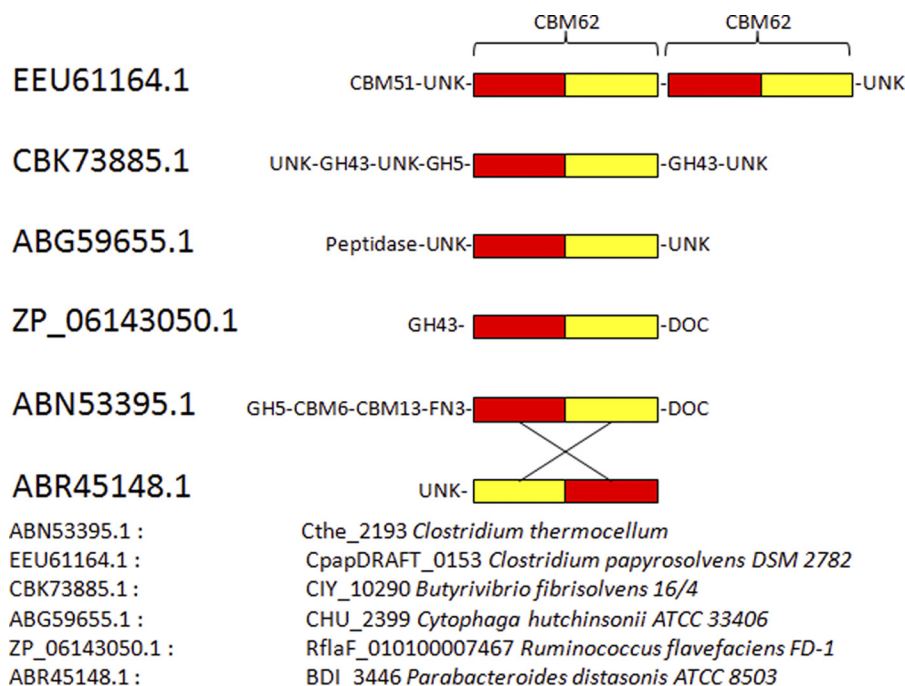 CBM62 CBM62
EEU61164.1 CBM51-UNK- - -UNK
CBK73885.1 UNK-GH43-UNK-GH5- -GH43-UNK
ABG59655.1 Peptidase-UNK- -UNK
ZP_06143050.1 GH43- -DOC
ABN53395.1 GH5-CBM6-CBM13-FN3- -DOC
ABR45148.1 UNK-
ABN53395.1 : Cthe_2193 Clostridium thermocellum
EEU61164.1 : CpapDRAFT_0153 Clostridium papyrosolvens DSM 2782
CBK73885.1 : CIY_10290 Butyrivibrio fibrisolvens 16/4
ABG59655.1 : CHU_2399 Cytophaga hutchinsonii ATCC 33406
ZP_06143050.1 : RflaF_010100007467 Ruminococcus flavefaciens FD-1
ABR45148.1 : BDI_3446 Parabacteroides distasonis ATCC 8503